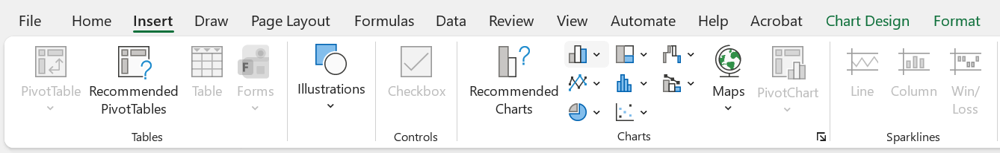 File Home Insert Draw Page Layout Formulas Data Review View Automate Help Acrobat Chart Design Format
PivotTable
Recommended
PivotTables
Table
Forms
Tables
Illustrations
Checkbox
Controls
Recommended
Charts
Maps
PivotChart
Charts
Line
Column
Win/
Loss
Sparklines